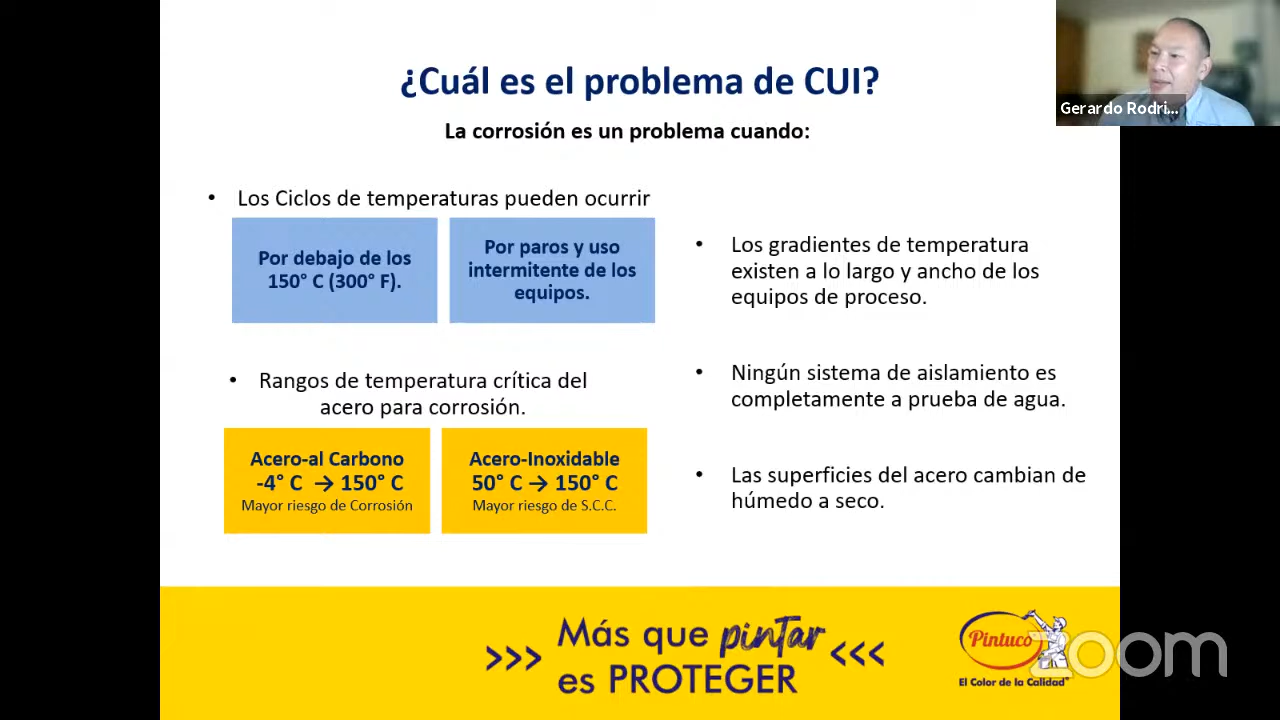 ¿Cuál es el problema de CUI?
La corrosión es un problema cuando:
• Los Ciclos de temperaturas pueden ocurrir
Por debajo de los
150° C (300° F).
Por paros y uso
intermitente de los
equipos.
• Rangos de temperatura crítica del
acero para corrosión.
Acero-al Carbono
-4° C → 150° C
Mayor riesgo de Corrosión
Acero-Inoxidable
50° C → 150° C
Mayor riesgo de S.C.C.
• Los gradientes de temperatura
existen a lo largo y ancho de los
equipos de proceso.
• Ningún sistema de aislamiento es
completamente a prueba de agua.
• Las superficies del acero cambian de
húmedo a seco.
Gerardo Rodri...
>>> Más que pintar <<<
es PROTEGER
Pintuco
El Color de la Calidad®
zoom